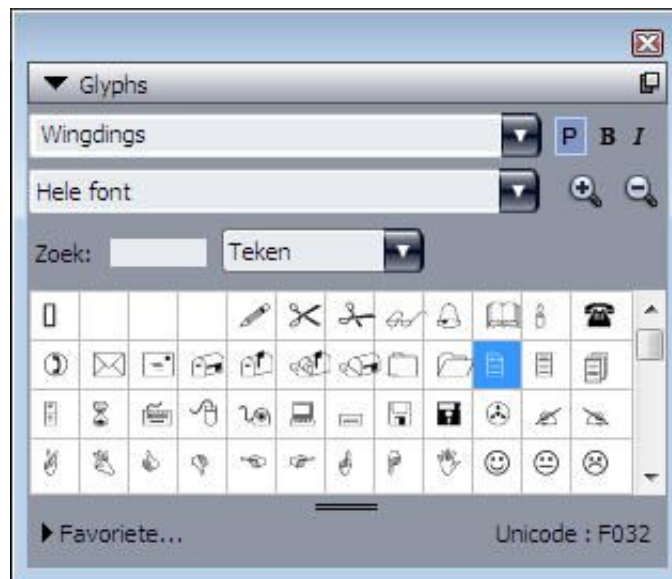 Glyphs
Wingdings P B I
Hele font
Zoek: Teken
Favoriete... Unicode : F032